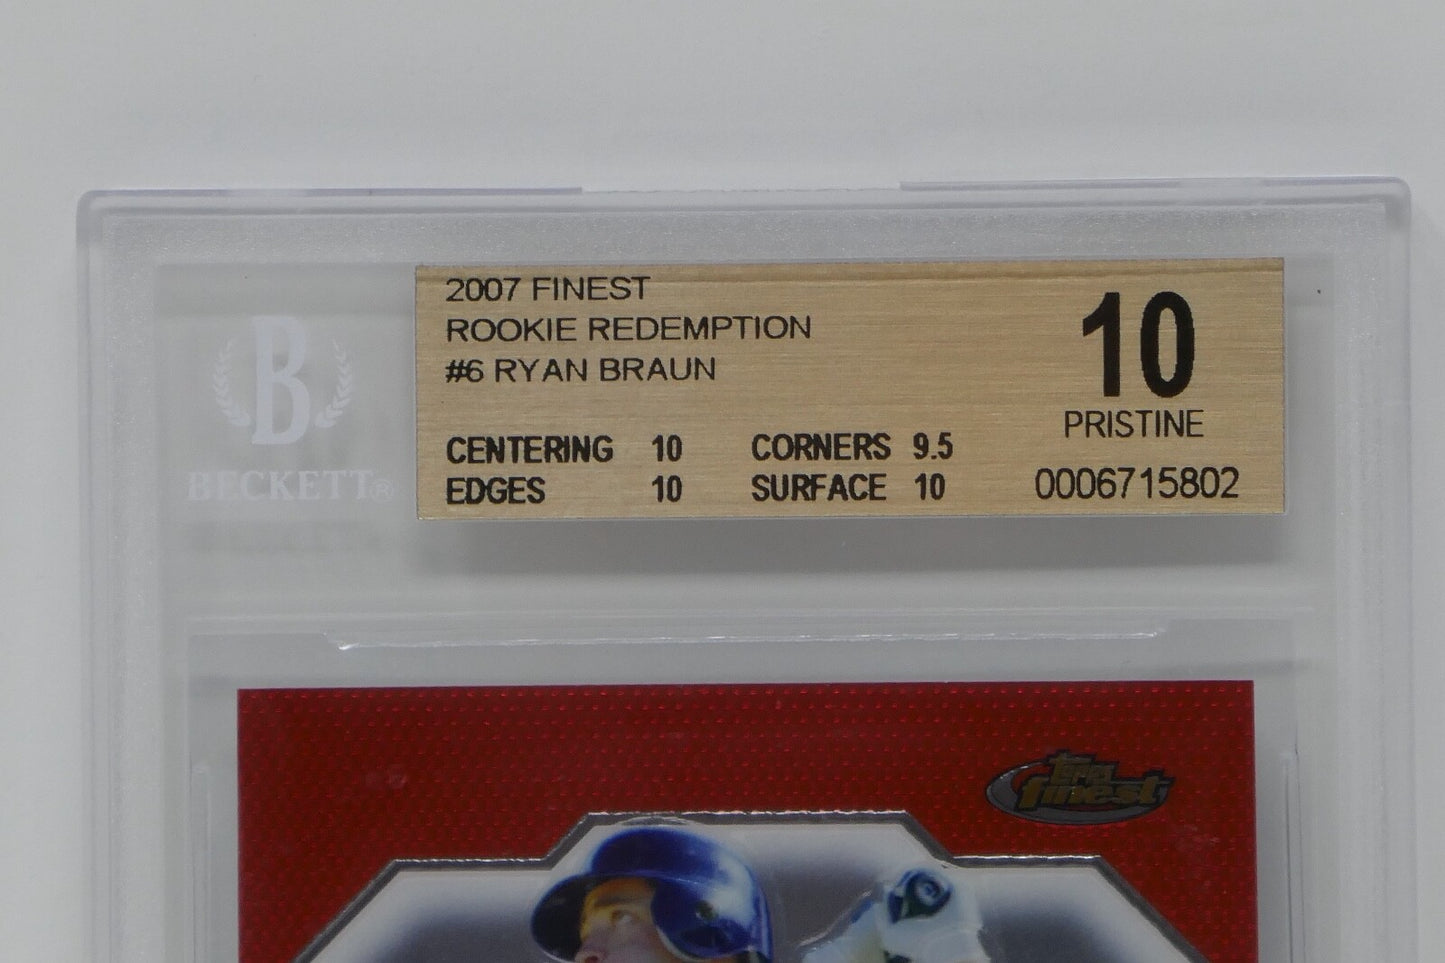 2007 FINEST
ROOKIE REDEMPTION
#6 RYAN BRAUN
10
PRISTINE
CENTERING 10 CORNERS 9.5
EDGES 10 SURFACE 10
0006715802
B
BECKETT®
finest